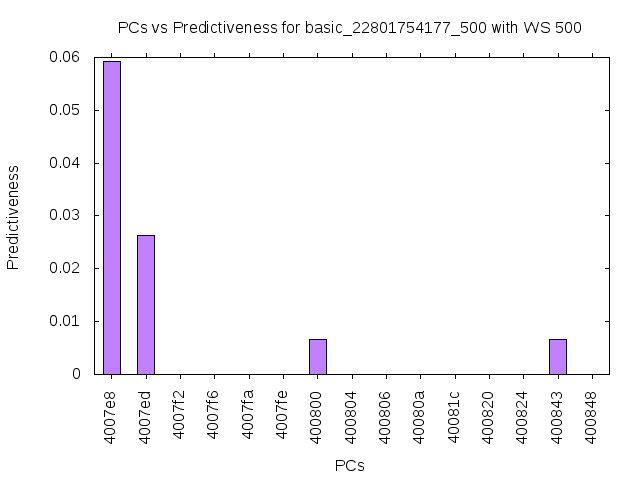 PCs vs Predictiveness for basic_22801754177_500 with WS 500
Predictiveness
0.06
0.05
0.04
0.03
0.02
0.01
0
4007e8
4007ed
4007f2
4007f6
4007fa
4007fe
400800
400804
400806
40080a
40081c
400820
400824
400843
400848
PCs